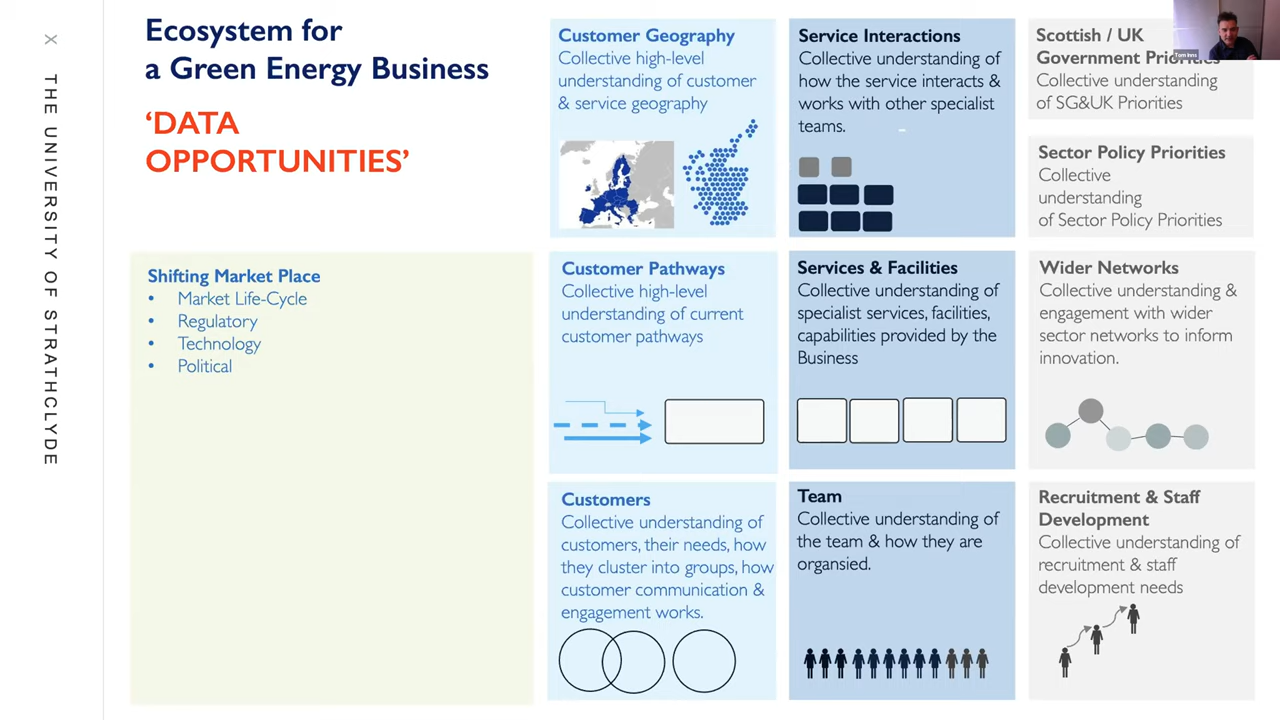 X THE UNIVERSITY OF STRATHCLYDE
Ecosystem for
a Green Energy Business
‘DATA
OPPORTUNITIES’
Shifting Market Place
• Market Life-Cycle
• Regulatory
• Technology
• Political
Customer Geography
Collective high-level
understanding of customer
& service geography
Customer Pathways
Collective high-level
understanding of current
customer pathways
Customers
Collective understanding of
customers, their needs, how
they cluster into groups, how
customer communication &
engagement works.
Service Interactions
Collective understanding of
how the service interacts &
works with other specialist
teams.
Services & Facilities
Collective understanding of
specialist services, facilities,
capabilities provided by the
Business
Team
Collective understanding of
the team & how they are
organsied.
Scottish / UK
Government Priorities
Collective understanding
of SG&UK Priorities
Sector Policy Priorities
Collective
understanding
of Sector Policy Priorities
Wider Networks
Collective understanding &
engagement with wider
sector networks to inform
innovation.
Recruitment & Staff
Development
Collective understanding of
recruitment & staff
development needs
Tom Inns